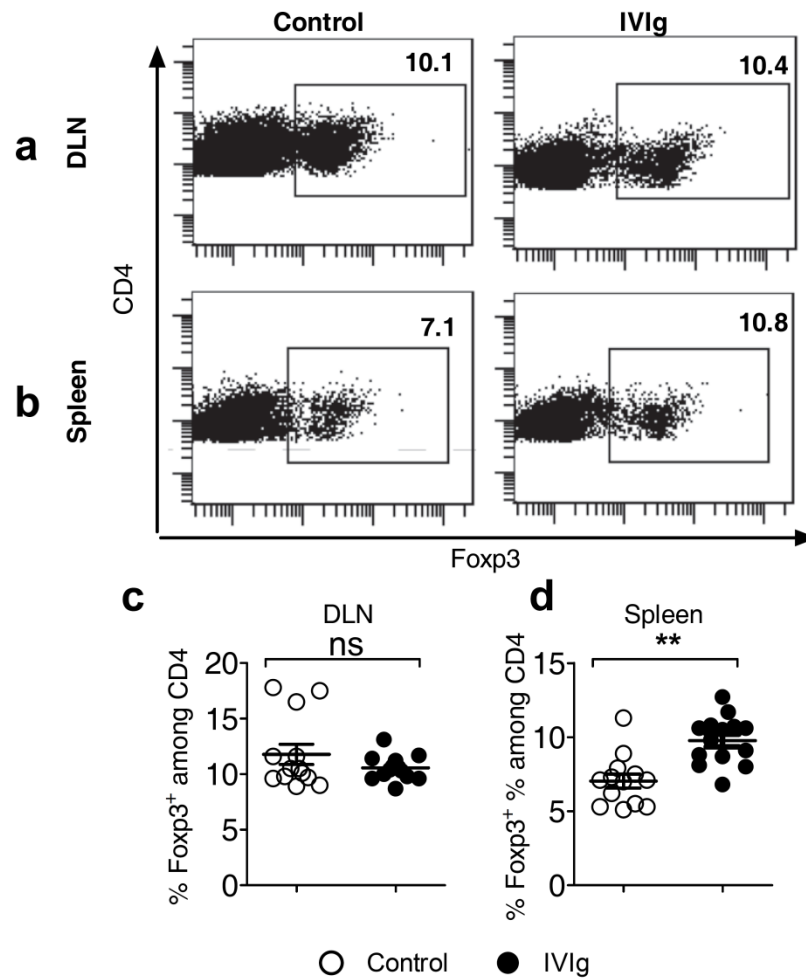 Control IVIg
10.1 10.4
a DLN
CD4
7.1 10.8
b Spleen
Foxp3
c d
DLN Spleen
ns **
% Foxp3⁺ among CD4
20
15
10
5
0
% Foxp3⁺ % among CD4
15
10
5
0
Control IVIg